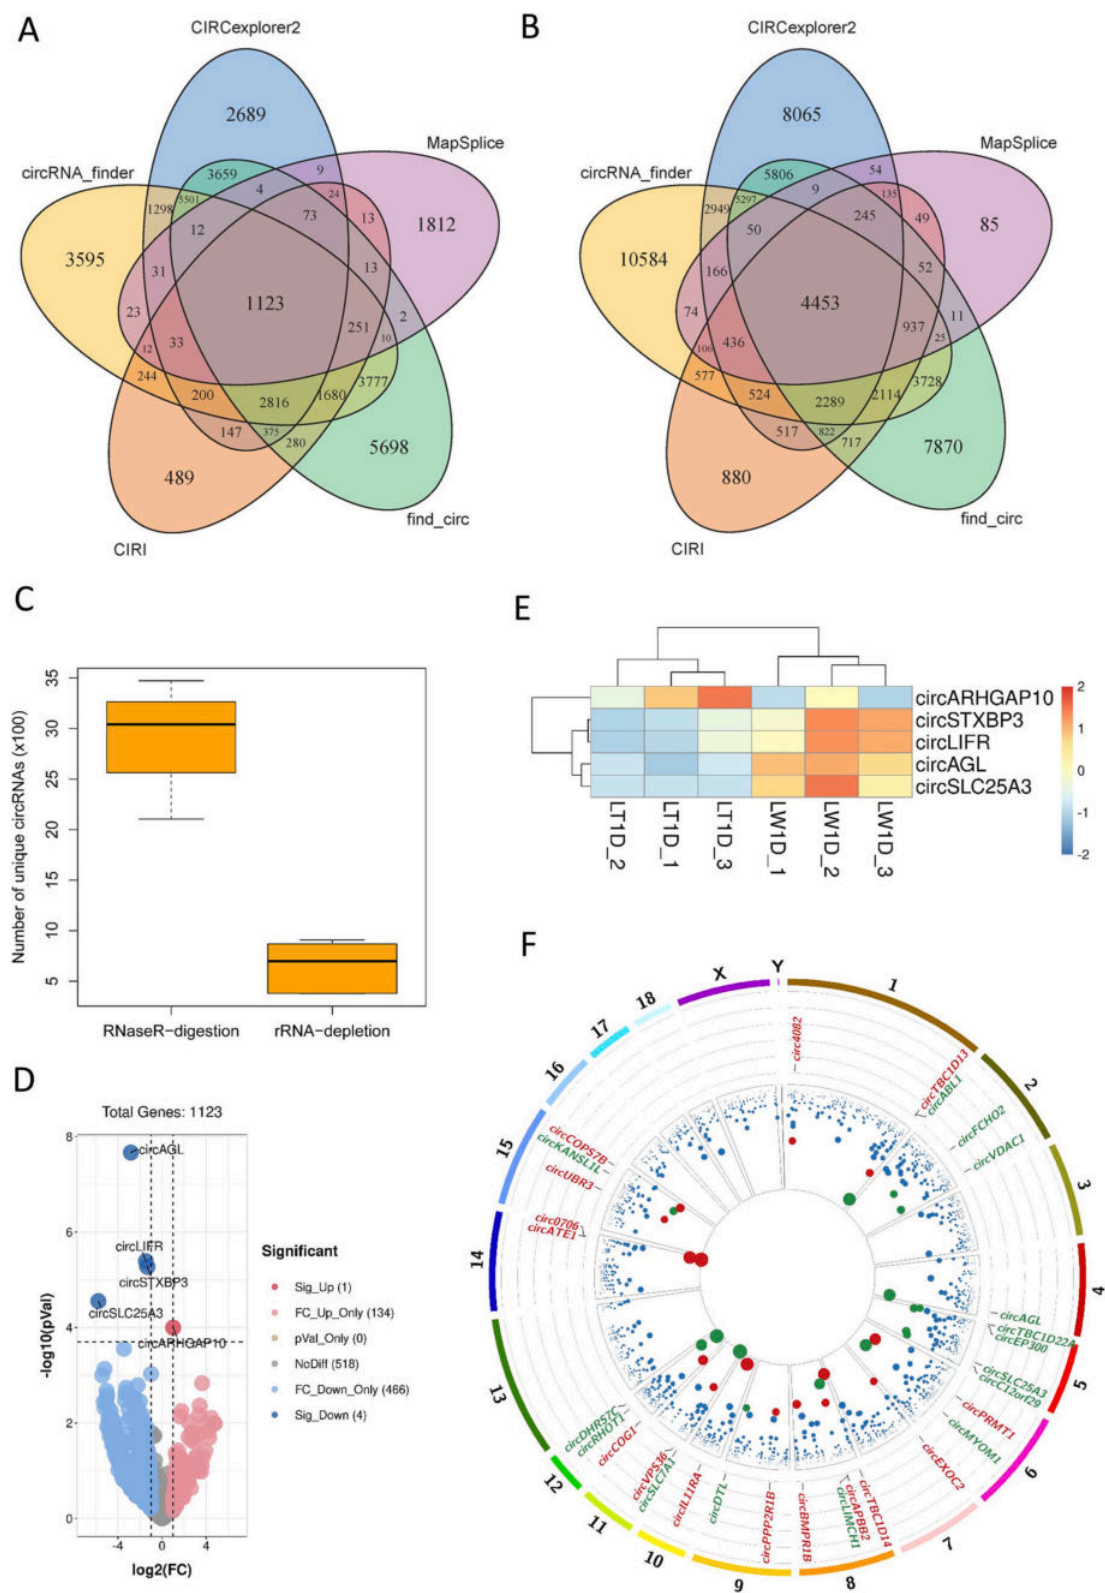 A
CIRCexplorer2
2689
MapSplice
circRNA_finder
3659
9
4
24
5501
1298
73
13
1812
12
3595
31
13
1123
23
2
251
10
12
33
244
200
3777
2816
1680
147
375
280
5698
489
find_circ
CIRI
B
CIRCexplorer2
8065
MapSplice
circRNA_finder
5806
54
9
135
5297
2949
245
49
85
50
10584
166
52
4453
74
11
937
25
106
436
577
524
3728
2289
2114
517
822
717
7870
880
find_circ
CIRI
C
Number of unique circRNAs (x100)
35
30
25
20
15
10
5
RNaseR-digestion
rRNA-depletion
E
circARHGAP10
circSTXBP3
circLIFR
circAGL
circSLC25A3
LT1D_2
LT1D_1
LT1D_3
LW1D_1
LW1D_2
LW1D_3
2
1
0
-1
-2
D
Total Genes: 1123
-log10(pVal)
8
6
4
2
0
circAGL
circLIFR
circSTXBP3
circSLC25A3
circARHGAP10
-4
0
4
log2(FC)
Significant
Sig_Up (1)
FC_Up_Only (134)
pVal_Only (0)
NoDiff (518)
FC_Down_Only (466)
Sig_Down (4)
F
1
2
3
4
5
6
7
8
9
10
11
12
13
14
15
16
17
18
X
Y
circ4082
circTBC1D13
circABL1
circFCHO2
circVDAC1
circAGL
circTBC1D22A
circEP300
circSLC25A3
circC12orf29
circPRMT1
circMYOM1
circEXOC2
circTBC1D14
circAPBB2
circLIMCH1
circBMPR1B
circPPP2R1B
circDTL
circIL11RA
circVPS36
circSLC7A1
circCOG1
circRHOT1
circDHRS7C
circATE1
circ0706
circUBR3
circKANSL1L
circCOPS7B